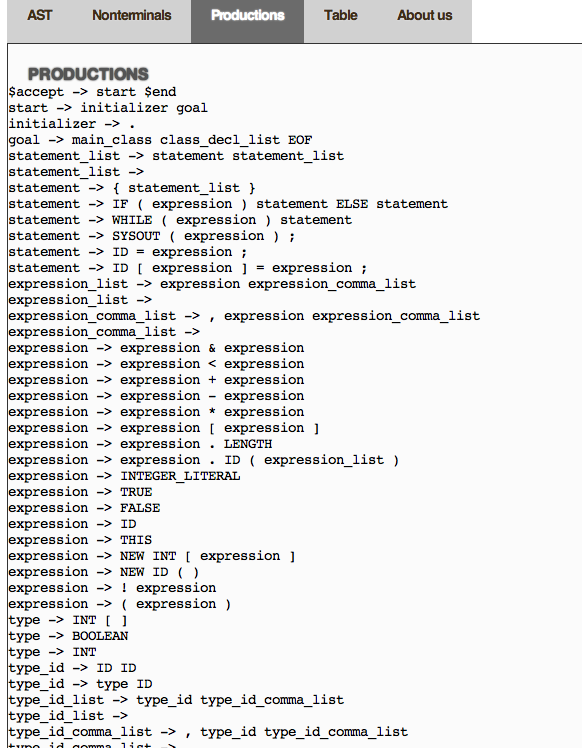 AST Nonterminals Productions Table About us
PRODUCTIONS
$accept -> start $end
start -> initializer goal
initializer -> .
goal -> main_class class_decl_list EOF
statement_list -> statement statement_list
statement_list ->
statement -> { statement_list }
statement -> IF ( expression ) statement ELSE statement
statement -> WHILE ( expression ) statement
statement -> SYSOUT ( expression ) ;
statement -> ID = expression ;
statement -> ID [ expression ] = expression ;
expression_list -> expression expression_comma_list
expression_list ->
expression_comma_list -> , expression expression_comma_list
expression_comma_list ->
expression -> expression & expression
expression -> expression < expression
expression -> expression + expression
expression -> expression - expression
expression -> expression * expression
expression -> expression [ expression ]
expression -> expression . LENGTH
expression -> expression . ID ( expression_list )
expression -> INTEGER_LITERAL
expression -> TRUE
expression -> FALSE
expression -> ID
expression -> THIS
expression -> NEW INT [ expression ]
expression -> NEW ID ( )
expression -> ! expression
expression -> ( expression )
type -> INT [ ]
type -> BOOLEAN
type -> INT
type_id -> ID ID
type_id -> type ID
type_id_list -> type_id type_id_comma_list
type_id_list ->
type_id_comma_list -> , type_id type_id_comma_list
type_id_comma_list ->